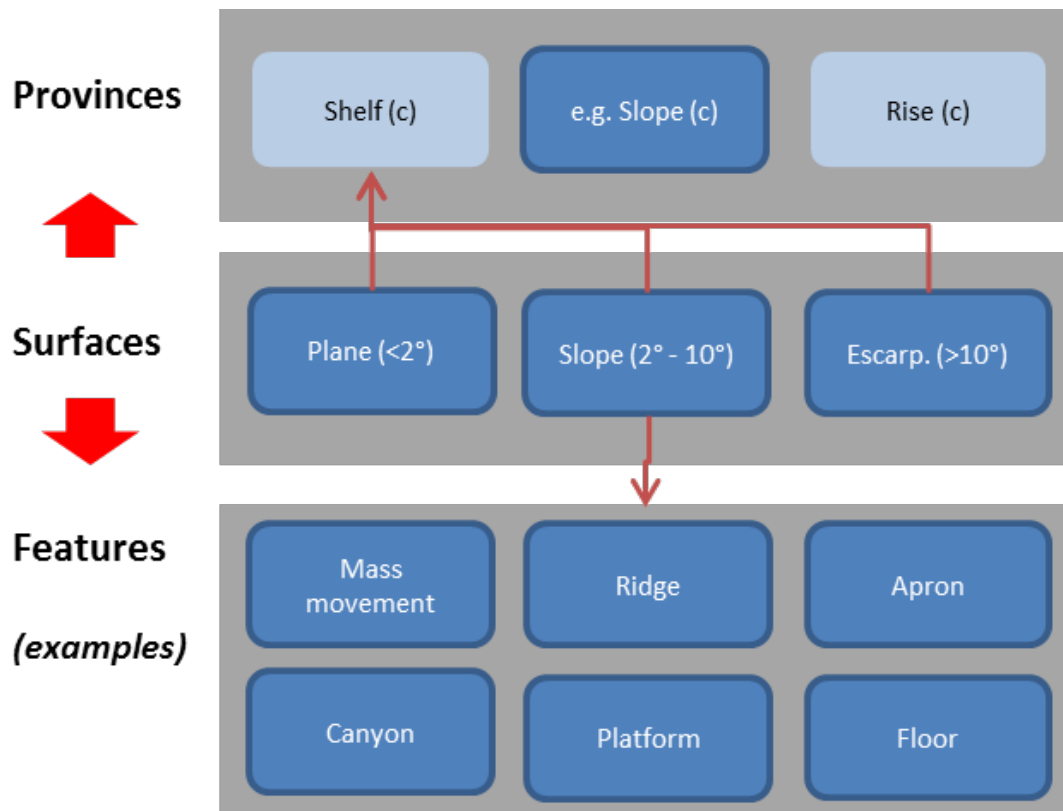 Provinces
Shelf (c)
e.g. Slope (c)
Rise (c)
Surfaces
Plane (<2°)
Slope (2° - 10°)
Escarp. (>10°)
Features
(examples)
Mass
movement
Ridge
Apron
Canyon
Platform
Floor